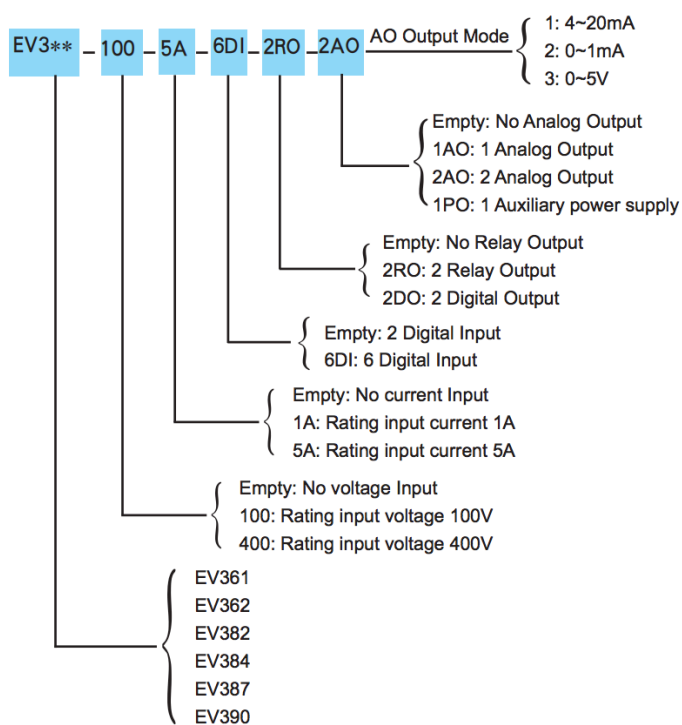 EV3** - 100 - 5A - 6DI - 2RO - 2AO AO Output Mode
1: 4~20mA
2: 0~1mA
3: 0~5V
Empty: No Analog Output
1AO: 1 Analog Output
2AO: 2 Analog Output
1PO: 1 Auxiliary power supply
Empty: No Relay Output
2RO: 2 Relay Output
2DO: 2 Digital Output
Empty: 2 Digital Input
6DI: 6 Digital Input
Empty: No current Input
1A: Rating input current 1A
5A: Rating input current 5A
Empty: No voltage Input
100: Rating input voltage 100V
400: Rating input voltage 400V
EV361
EV362
EV382
EV384
EV387
EV390